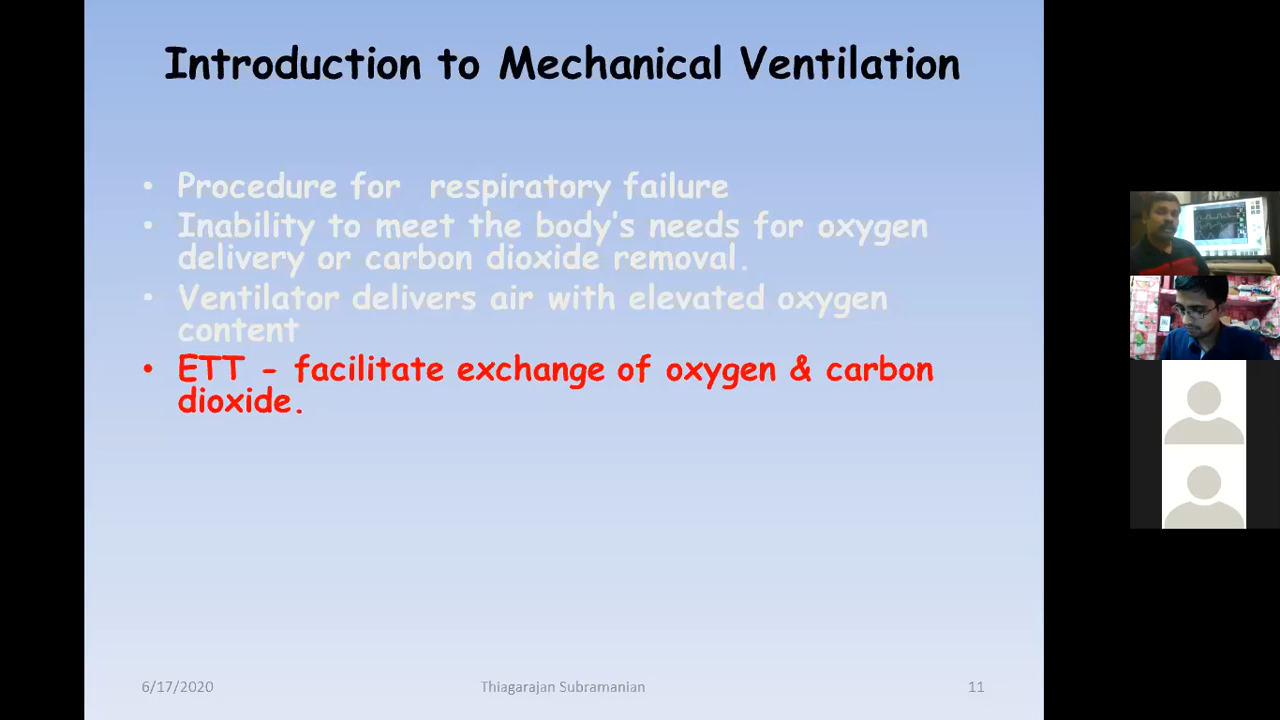 Introduction to Mechanical Ventilation
• Procedure for respiratory failure
• Inability to meet the body's needs for oxygen
delivery or carbon dioxide removal.
• Ventilator delivers air with elevated oxygen
content
• ETT - facilitate exchange of oxygen & carbon
dioxide.
6/17/2020
Thiagarajan Subramanian
11